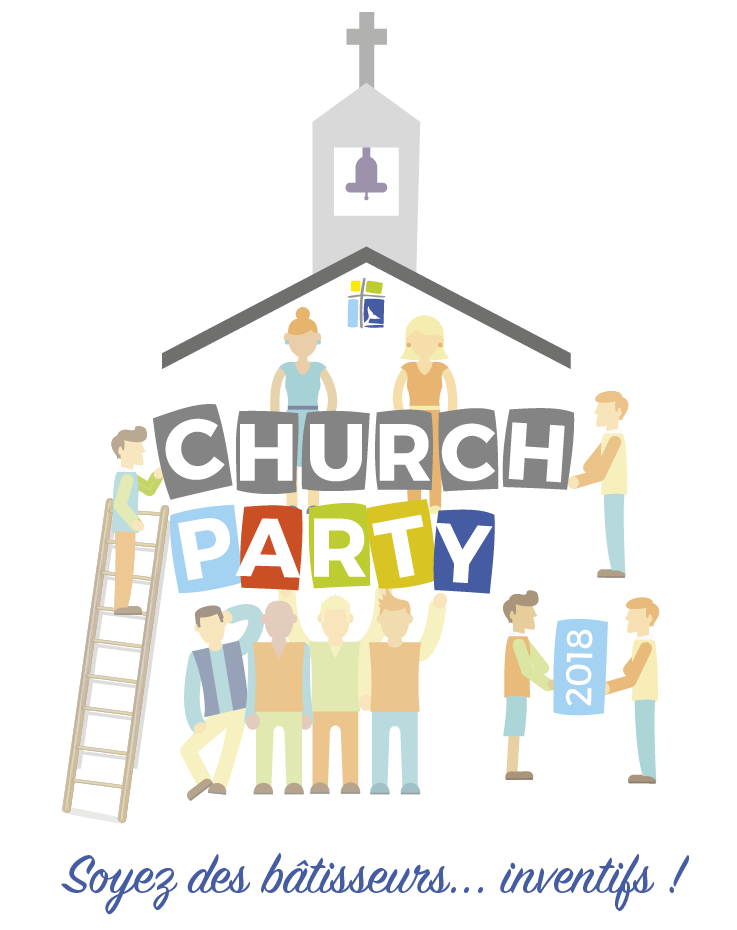 CHURCH
PARTY
2018
Soyez des bâtisseurs... inventifs !